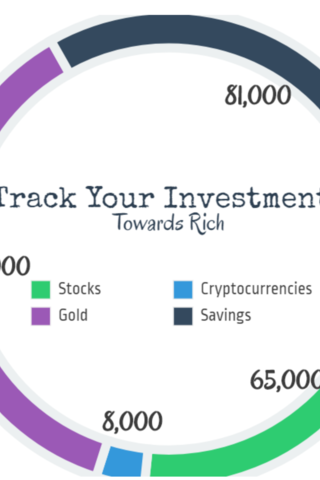 81,000
Track Your Investment
Towards Rich
Stocks
Cryptocurrencies
Gold
Savings
65,000
8,000